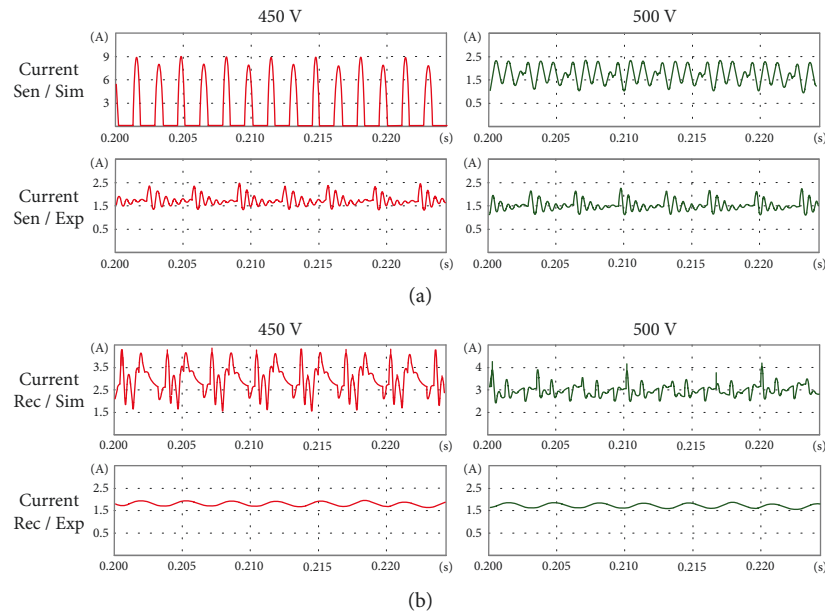 450 V
500 V
Current
Sen / Sim
(A)
9
6
3
0.200
0.205
0.210
0.215
0.220
(s)
(A)
2.5
1.5
0.5
0.200
0.205
0.210
0.215
0.220
(s)
Current
Sen / Exp
(A)
2.5
1.5
0.5
0.200
0.205
0.210
0.215
0.220
(s)
(A)
2.5
1.5
0.5
0.200
0.205
0.210
0.215
0.220
(s)
(a)
450 V
500 V
Current
Rec / Sim
(A)
3.5
2.5
1.5
0.200
0.205
0.210
0.215
0.220
(s)
(A)
4
3
2
0.200
0.205
0.210
0.215
0.220
(s)
Current
Rec / Exp
(A)
2.5
1.5
0.5
0.200
0.205
0.210
0.215
0.220
(s)
(A)
2.5
1.5
0.5
0.200
0.205
0.210
0.215
0.220
(s)
(b)